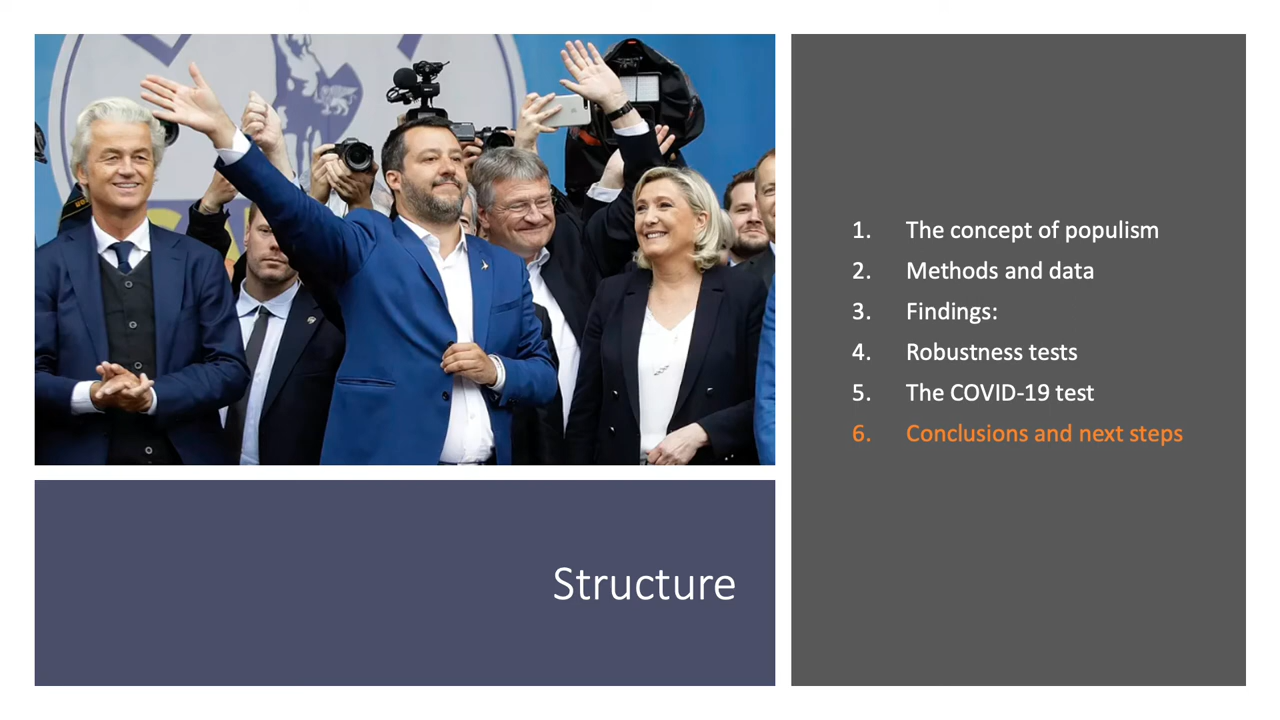 Structure
1. The concept of populism
2. Methods and data
3. Findings:
4. Robustness tests
5. The COVID-19 test
6. Conclusions and next steps